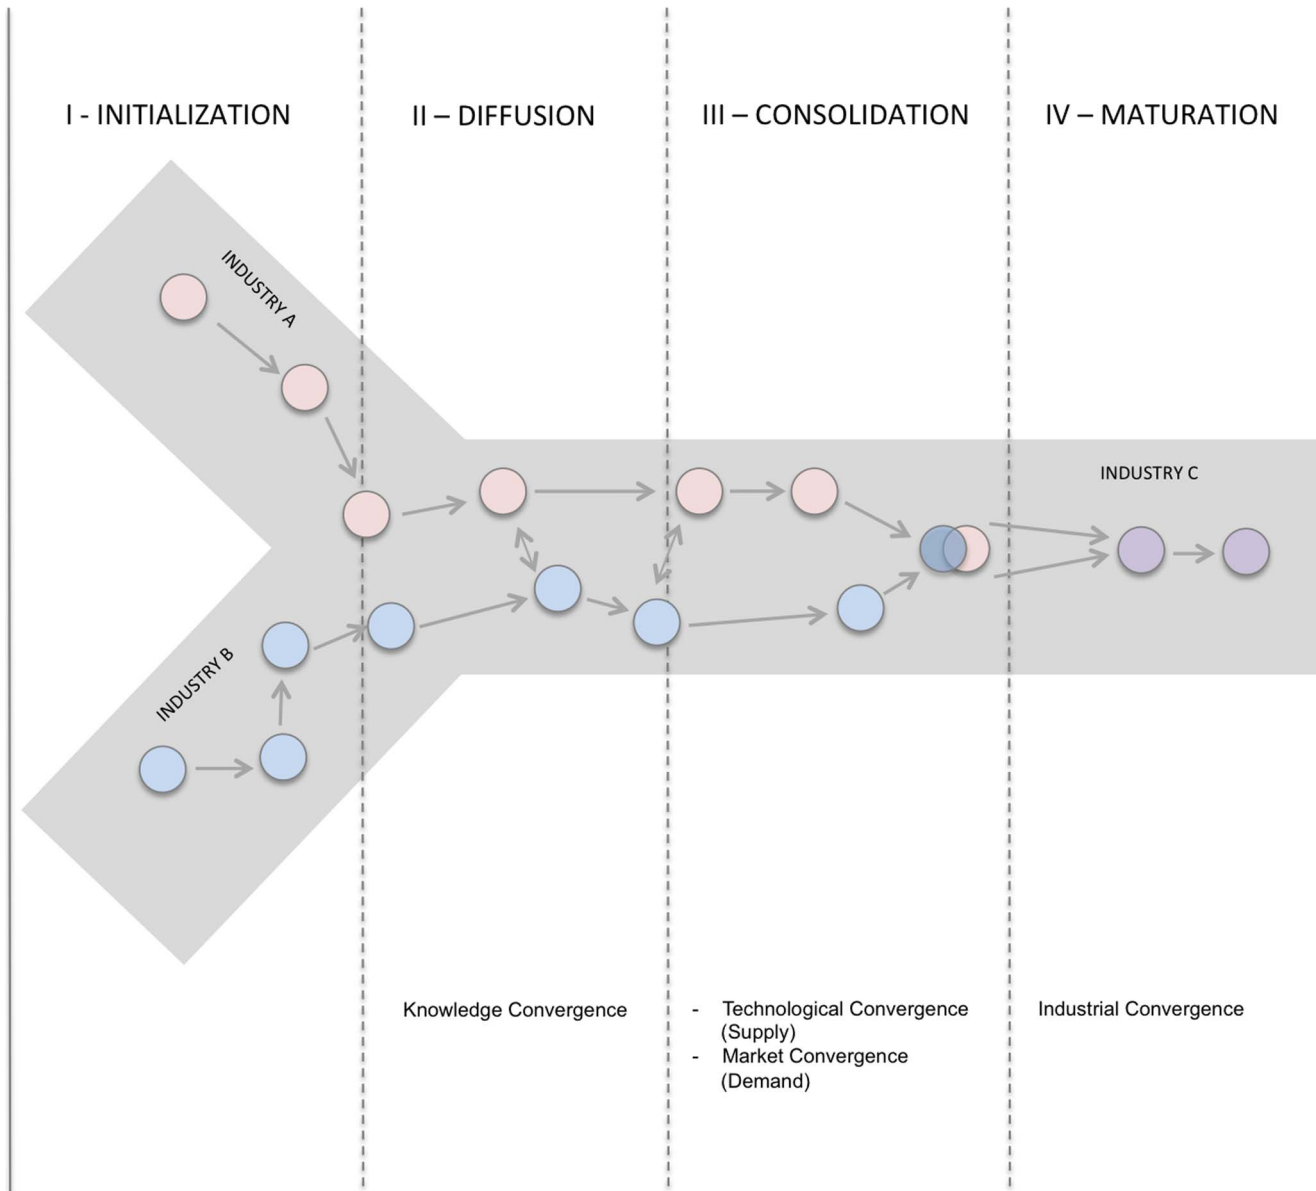 I - INITIALIZATION
II – DIFFUSION
III – CONSOLIDATION
IV – MATURATION
INDUSTRY A
INDUSTRY C
INDUSTRY B
Knowledge Convergence
- Technological Convergence
(Supply)
- Market Convergence
(Demand)
Industrial Convergence